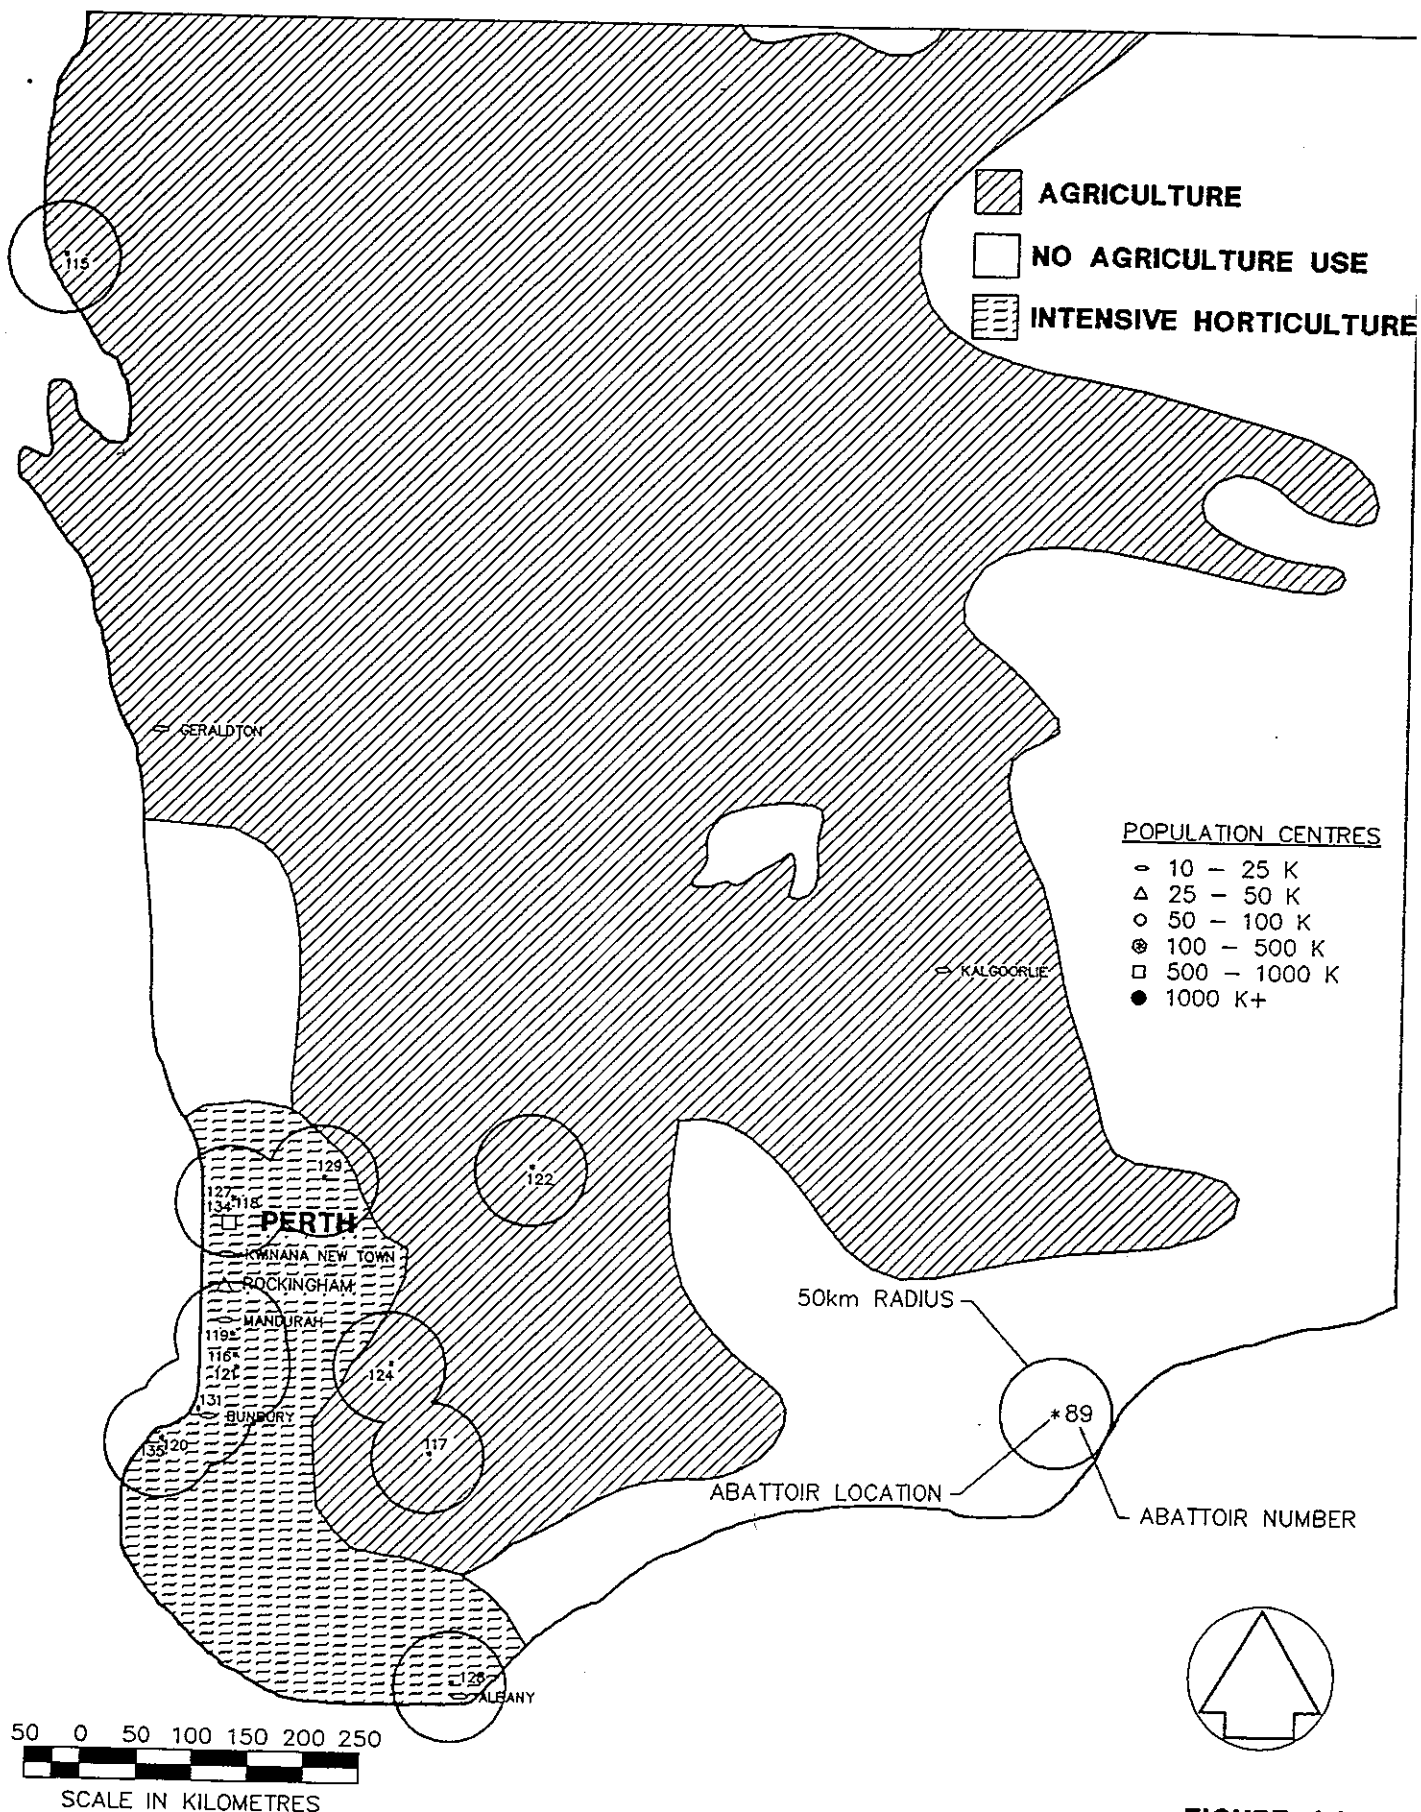 AGRICULTURE
NO AGRICULTURE USE
INTENSIVE HORTICULTURE
115
GERALDTON
POPULATION CENTRES
10 – 25 K
25 – 50 K
50 – 100 K
100 – 500 K
500 – 1000 K
1000 K+
KALGOORLIE
129
122
127
118
134
PERTH
KWINANA NEW TOWN
ROCKINGHAM
MANDURAH
119
116
121
124
131
BUNBURY
135 120
117
50km RADIUS
*89
ABATTOIR LOCATION
ABATTOIR NUMBER
128
ALBANY
50 0 50 100 150 200 250
SCALE IN KILOMETRES